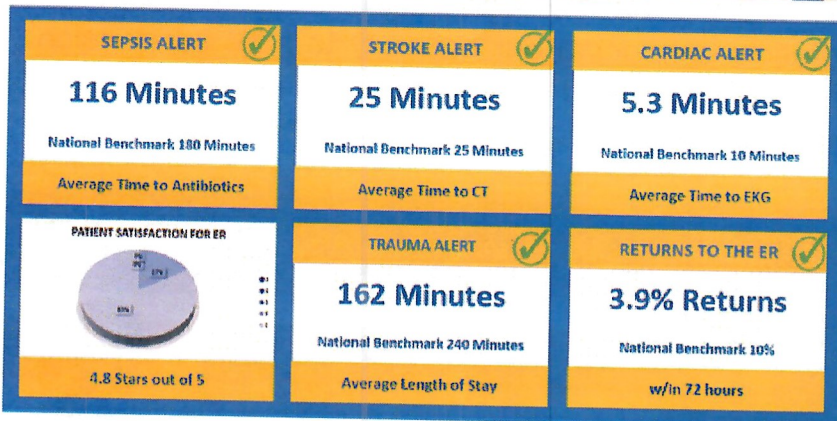 SEPSIS ALERT
116 Minutes
National Benchmark 180 Minutes
Average Time to Antibiotics
STROKE ALERT
25 Minutes
National Benchmark 25 Minutes
Average Time to CT
CARDIAC ALERT
5.3 Minutes
National Benchmark 10 Minutes
Average Time to EKG
PATIENT SATISFACTION FOR ER
4.8 Stars out of 5
TRAUMA ALERT
162 Minutes
National Benchmark 240 Minutes
Average Length of Stay
RETURNS TO THE ER
3.9% Returns
National Benchmark 10%
w/in 72 hours